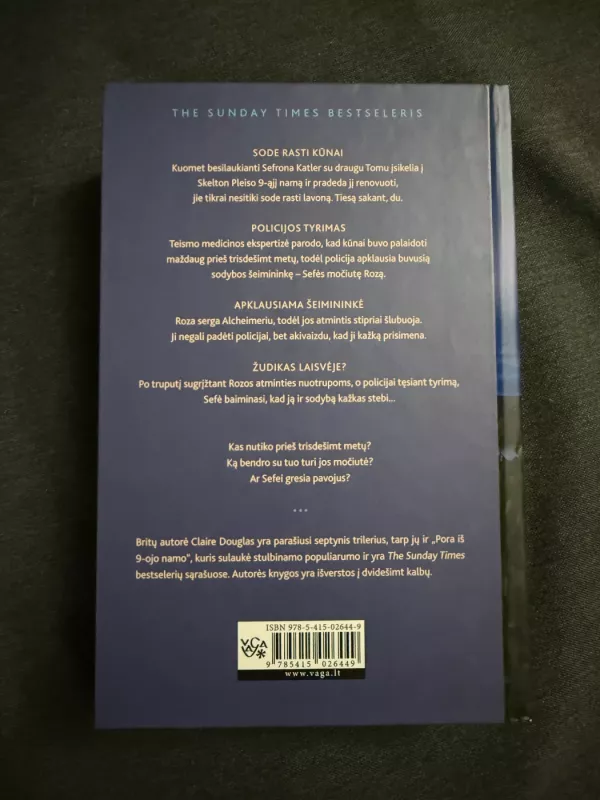 THE SUNDAY TIMES BESTSELERIS
SODE RASTI KŪNAI
Kuomet besilaukianti Sefrona Katler su draugu Tomu įsikelia į
Skelton Pleiso 9-ąjį namą ir pradeda jį renovuoti,
jie tikrai nesitiki sode rasti lavoną. Tiesą sakant, du.
POLICIJOS TYRIMAS
Teismo medicinos ekspertizė parodo, kad kūnai buvo palaidoti
maždaug prieš trisdešimt metų, todėl policija apklausia buvusią
sodybos šeimininkę – Sefės močiutę Rozą.
APKLAUSIAMA ŠEIMININKĖ
Roza serga Alcheimeriu, todėl jos atmintis stipriai šlubuoja.
Ji negali padėti policijai, bet akivaizdu, kad ji kažką prisimena.
ŽUDIKAS LAISVĖJE?
Po truputį sugrįžtant Rozos atminties nuotrupoms, o policijai tęsiant tyrimą,
Sefė baiminasi, kad ją ir sodybą kažkas stebi...
Kas nutiko prieš trisdešimt metų?
Ką bendro su tuo turi jos močiutė?
Ar Sefei gresia pavojus?
•••
Britų autorė Claire Douglas yra parašiusi septynis trilerius, tarp jų ir „Pora iš
9-ojo namo", kuris sulaukė stulbinamo populiarumo ir yra The Sunday Times
bestselerių sąrašuose. Autorės knygos yra išverstos į dvidešimt kalbų.
ISBN 978-5-415-02644-9
VAGA
9 785415 026449
www.vaga.lt